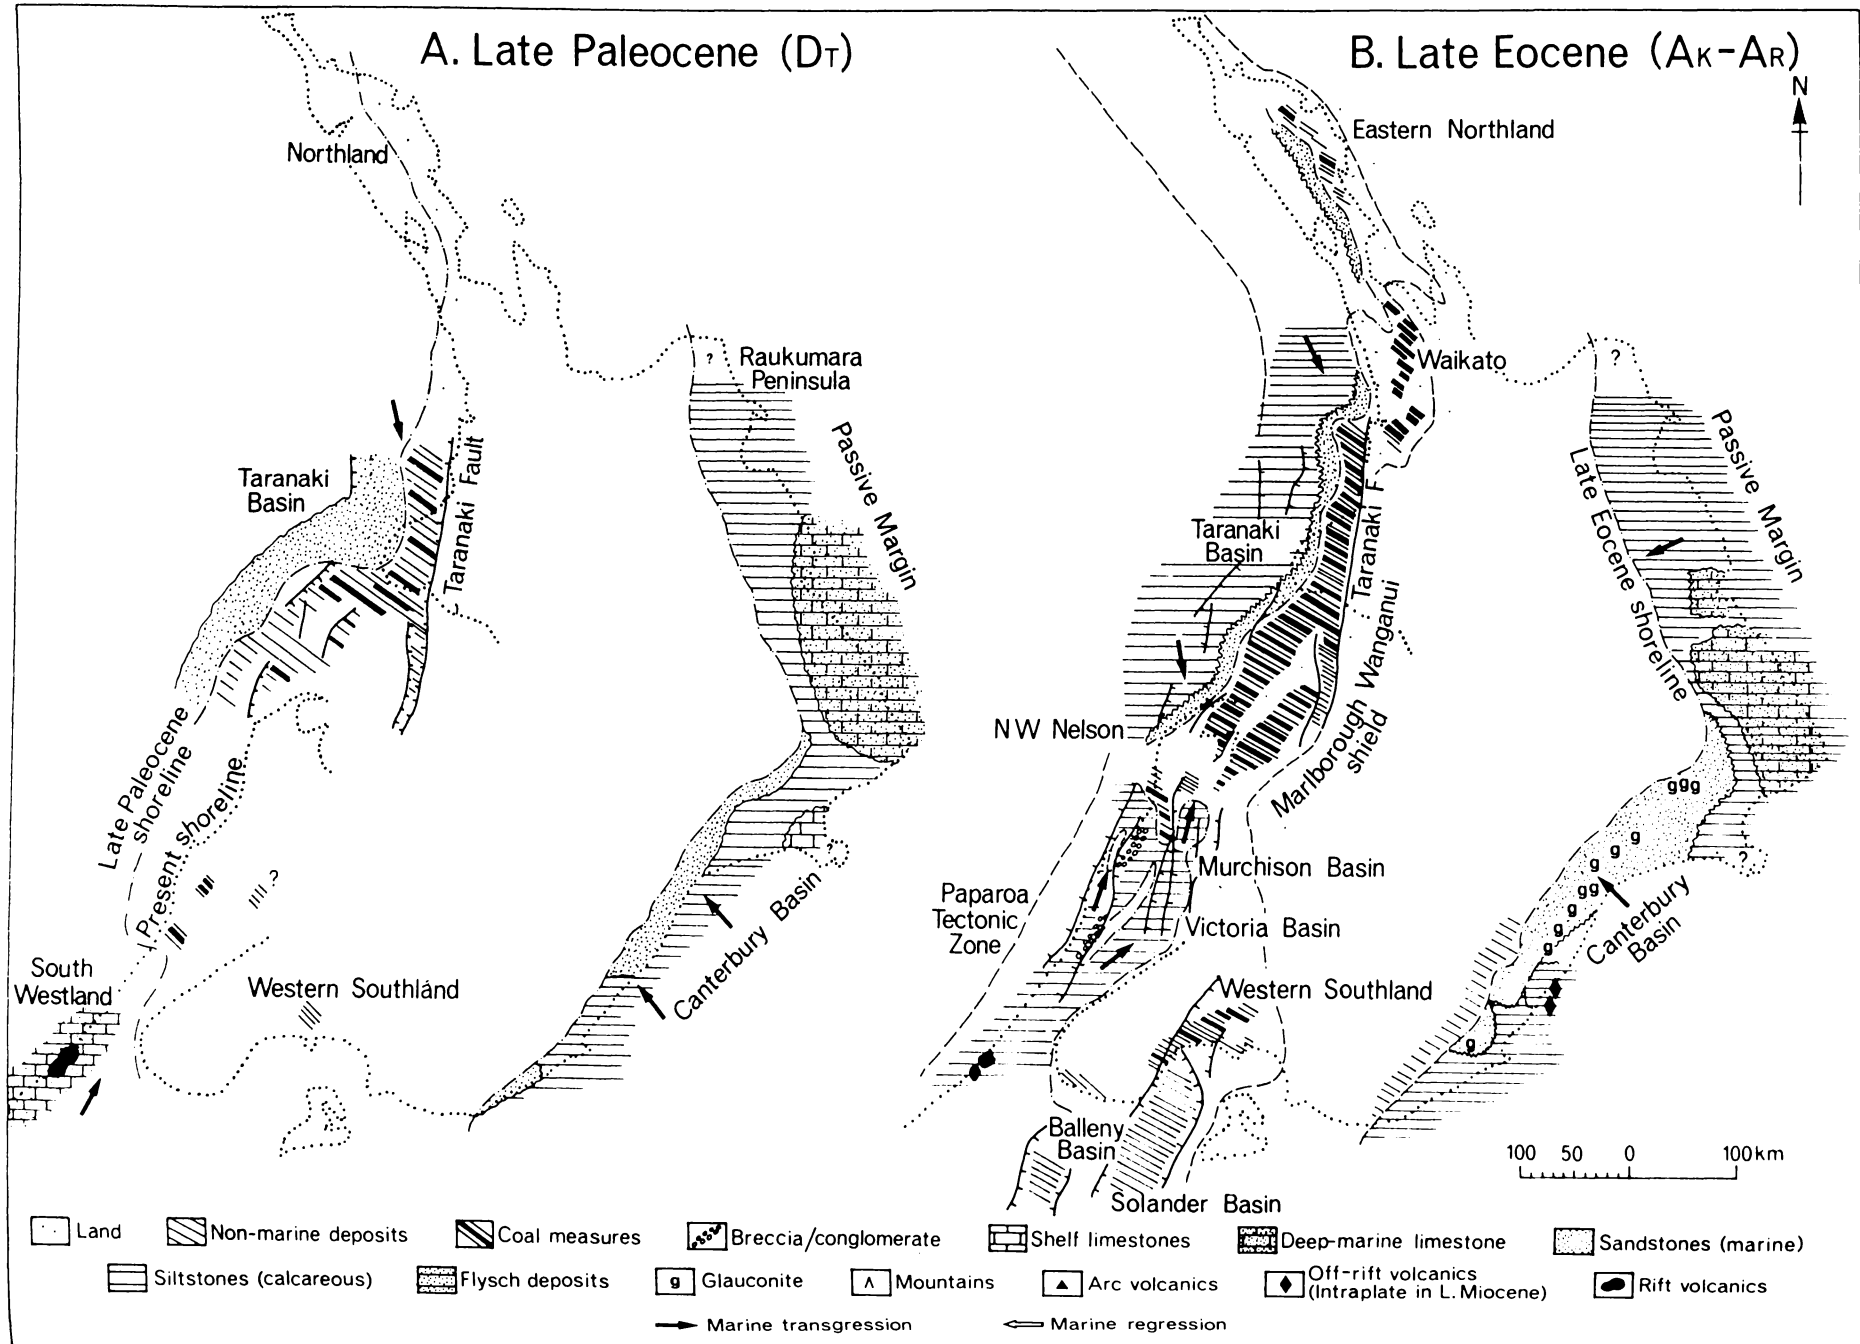 A. Late Paleocene (DT)
Northland
Raukumara
Peninsula
?
Passive Margin
Taranaki
Basin
Taranaki Fault
Late Paleocene
shoreline
Present shoreline
?
South
Westland
Western Southland
Canterbury Basin
B. Late Eocene (AK-AR)
N
Eastern Northland
Waikato
?
Passive Margin
Late Eocene shoreline
Taranaki
Basin
Taranaki F
Marlborough Wanganui
shield
NW Nelson
Murchison Basin
Paparoa
Tectonic
Zone
Victoria Basin
Western Southland
ggg
g
g
g
gg
g
g
g
g
?
Canterbury
Basin
Balleny
Basin
Solander Basin
100 50 0 100km
Land
Non-marine deposits
Coal measures
Breccia/conglomerate
Shelf limestones
Deep-marine limestone
Sandstones (marine)
Siltstones (calcareous)
Flysch deposits
g Glauconite
Mountains
Arc volcanics
Off-rift volcanics
(Intraplate in L. Miocene)
Rift volcanics
Marine transgression
Marine regression